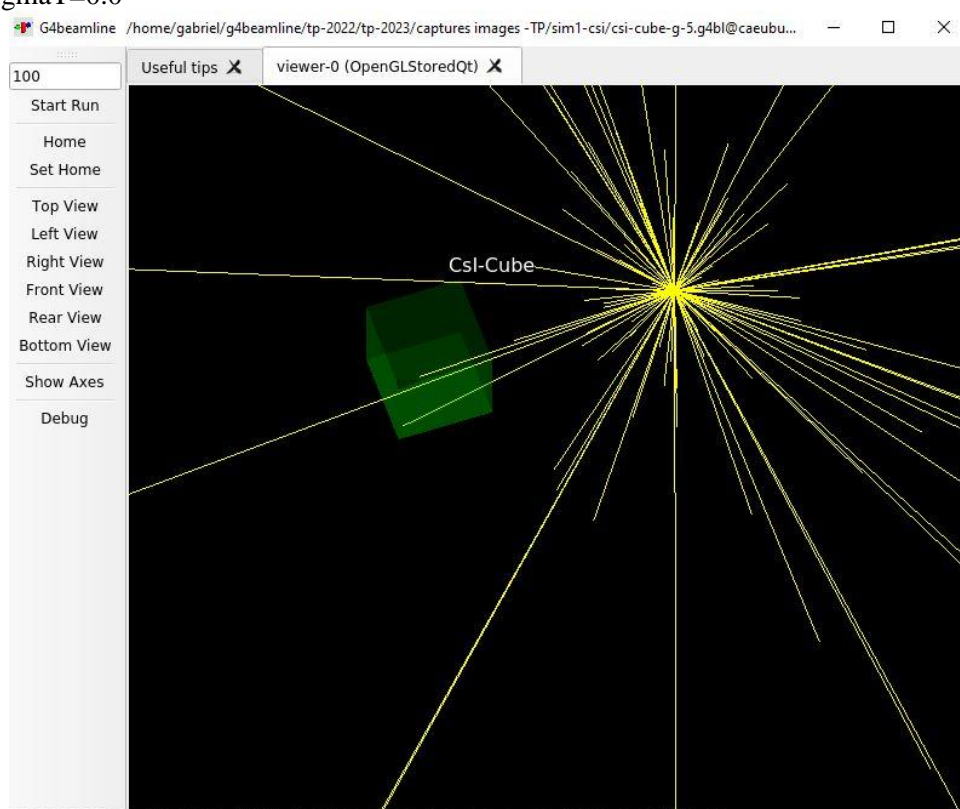 G4beamline /home/gabriel/g4beamline/tp-2022/tp-2023/captures images -TP/sim1-csi/csi-cube-g-5.g4bl@caeubu...
100
Useful tips
viewer-0 (OpenGLStoredQt)
Start Run
Home
Set Home
Top View
Left View
Right View
Front View
Rear View
Bottom View
Show Axes
Debug
CsI-Cube